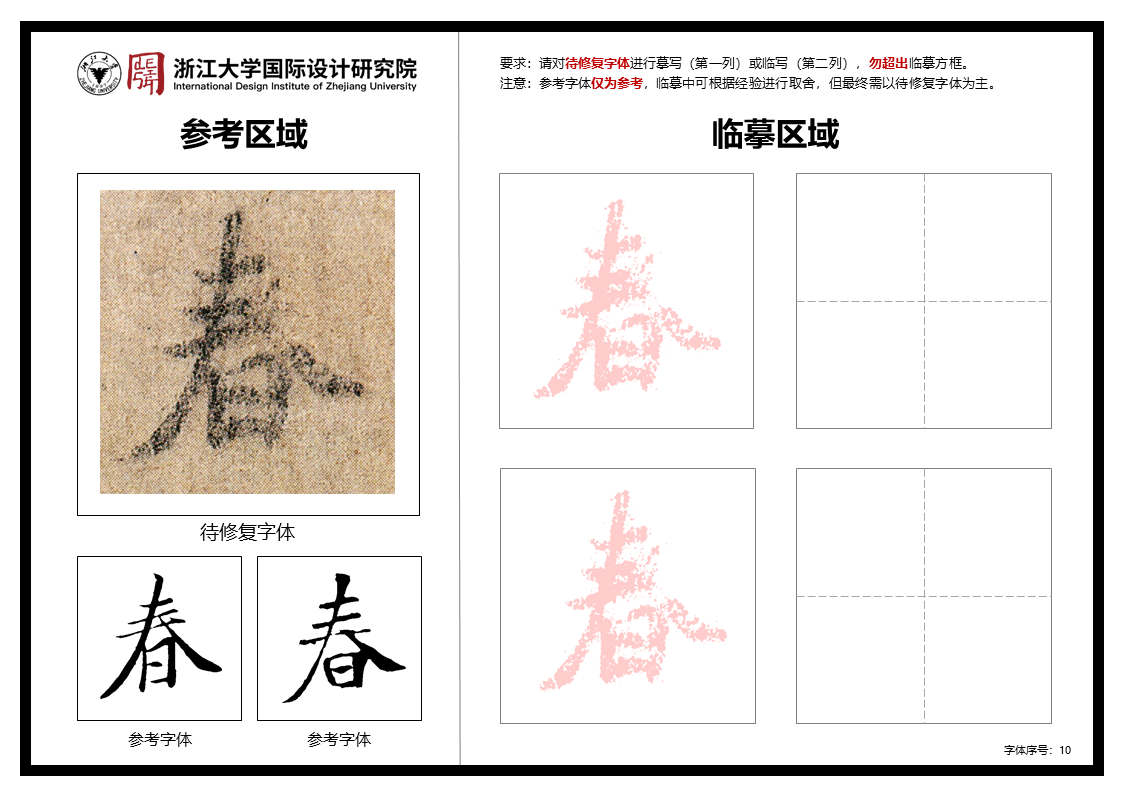 浙江大学国际设计研究院
International Design Institute of Zhejiang University
参考区域
春
待修复字体
春
春
参考字体
参考字体
要求：请对待修复字体进行摹写（第一列）或临写（第二列），勿超出临摹方框。
注意：参考字体仅为参考，临摹中可根据经验进行取舍，但最终需以待修复字体为主。
临摹区域
春
春
字体序号：10